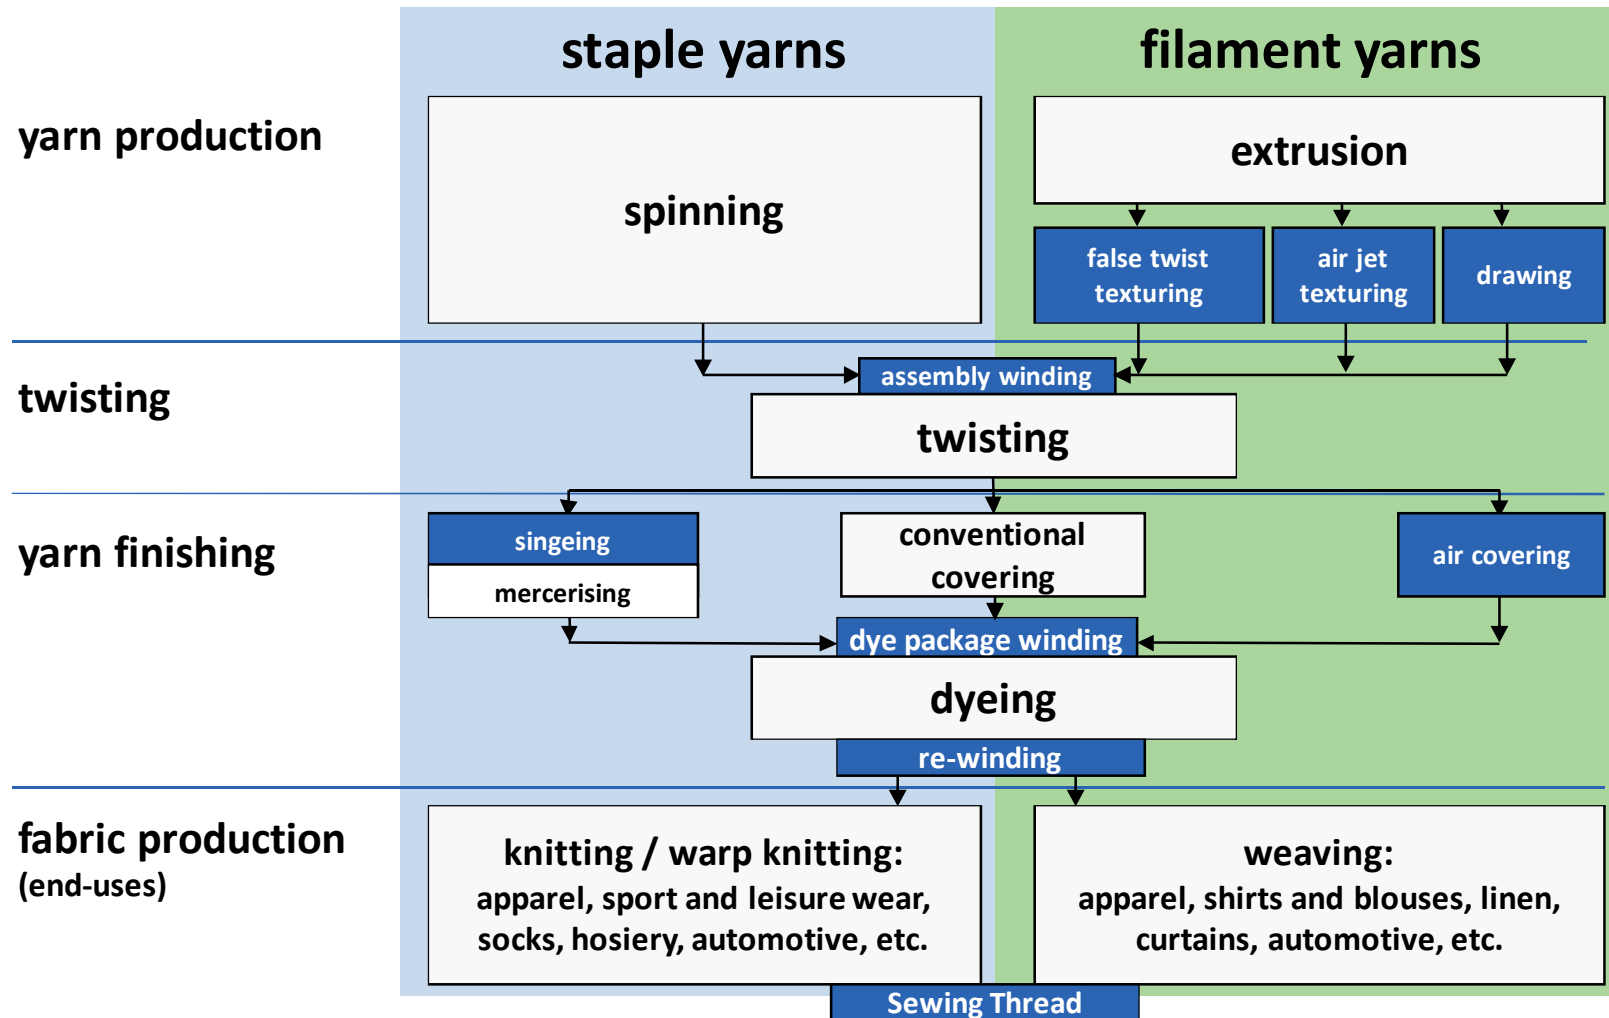 staple yarns
filament yarns
yarn production
spinning
extrusion
false twist
texturing
air jet
texturing
drawing
twisting
assembly winding
twisting
yarn finishing
singeing
mercerising
conventional
covering
air covering
dye package winding
dyeing
re-winding
fabric production
(end-uses)
knitting / warp knitting:
apparel, sport and leisure wear,
socks, hosiery, automotive, etc.
weaving:
apparel, shirts and blouses, linen,
curtains, automotive, etc.
Sewing Thread